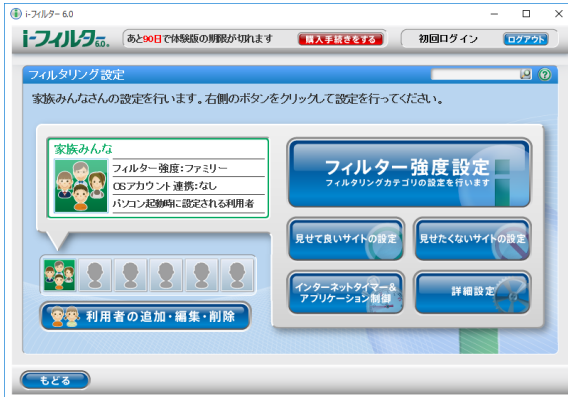 i-フィルター 6.0
i-フィルター 6.0.
あと90日で体験版の期限が切れます
購入手続きをする
初回ログイン
ログアウト
フィルタリング設定
?
家族みんなさんの設定を行います。右側のボタンをクリックして設定を行ってください。
家族みんな
フィルター強度:ファミリー
OSアカウント連携:なし
パソコン起動時に設定される利用者
フィルター強度設定
フィルタリングカテゴリの設定を行います
見せて良いサイトの設定
見せたくないサイトの設定
インターネットタイマー&
アプリケーション制御
詳細設定
利用者の追加・編集・削除
もどる